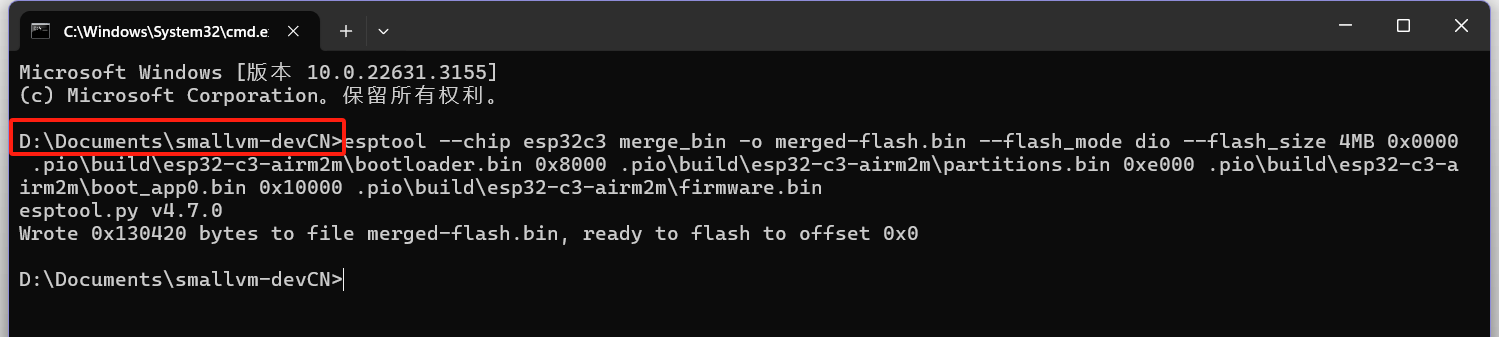 C:\Windows\System32\cmd.e
Microsoft Windows [版本 10.0.22631.3155]
(c) Microsoft Corporation。保留所有权利。
D:\Documents\smallvm-devCN>esptool --chip esp32c3 merge_bin -o merged-flash.bin --flash_mode dio --flash_size 4MB 0x0000
.pio\build\esp32-c3-airm2m\bootloader.bin 0x8000 .pio\build\esp32-c3-airm2m\partitions.bin 0xe000 .pio\build\esp32-c3-a
irm2m\boot_app0.bin 0x10000 .pio\build\esp32-c3-airm2m\firmware.bin
esptool.py v4.7.0
Wrote 0x130420 bytes to file merged-flash.bin, ready to flash to offset 0x0
D:\Documents\smallvm-devCN>